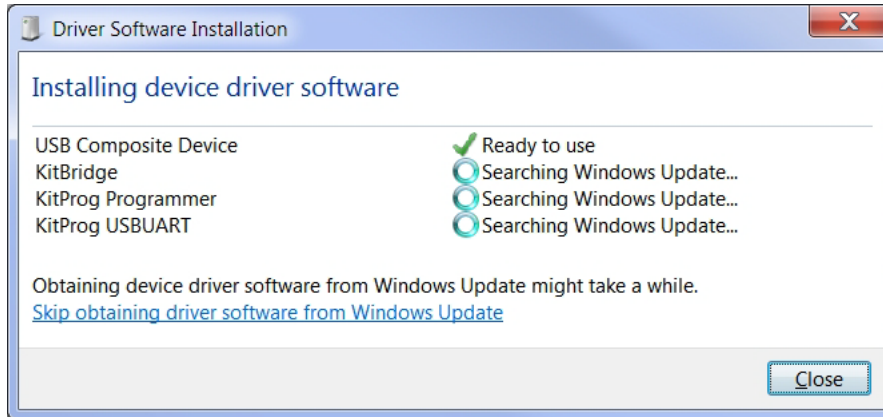 Driver Software Installation
Installing device driver software
USB Composite Device Ready to use
KitBridge Searching Windows Update...
KitProg Programmer Searching Windows Update...
KitProg USBUART Searching Windows Update...
Obtaining device driver software from Windows Update might take a while.
Skip obtaining driver software from Windows Update
Close